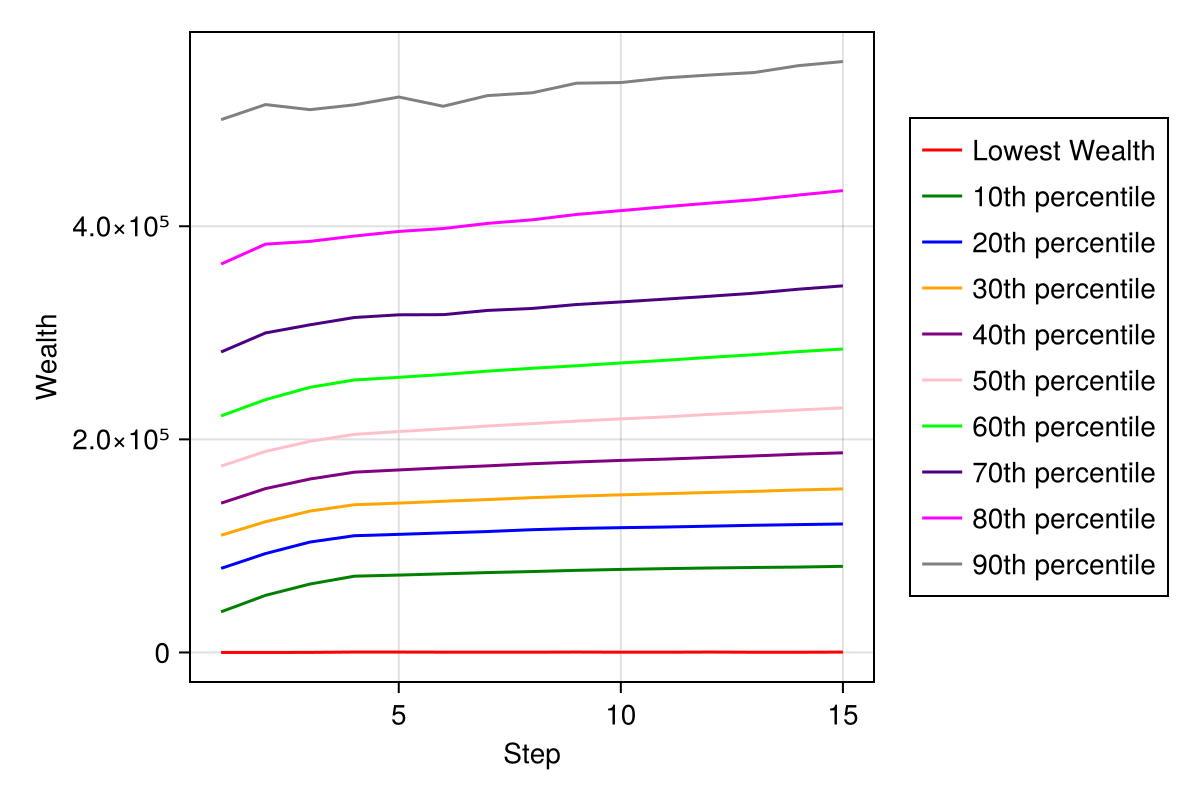 Wealth
4.0×10⁵
2.0×10⁵
0
5 10 15
Step
Lowest Wealth
10th percentile
20th percentile
30th percentile
40th percentile
50th percentile
60th percentile
70th percentile
80th percentile
90th percentile